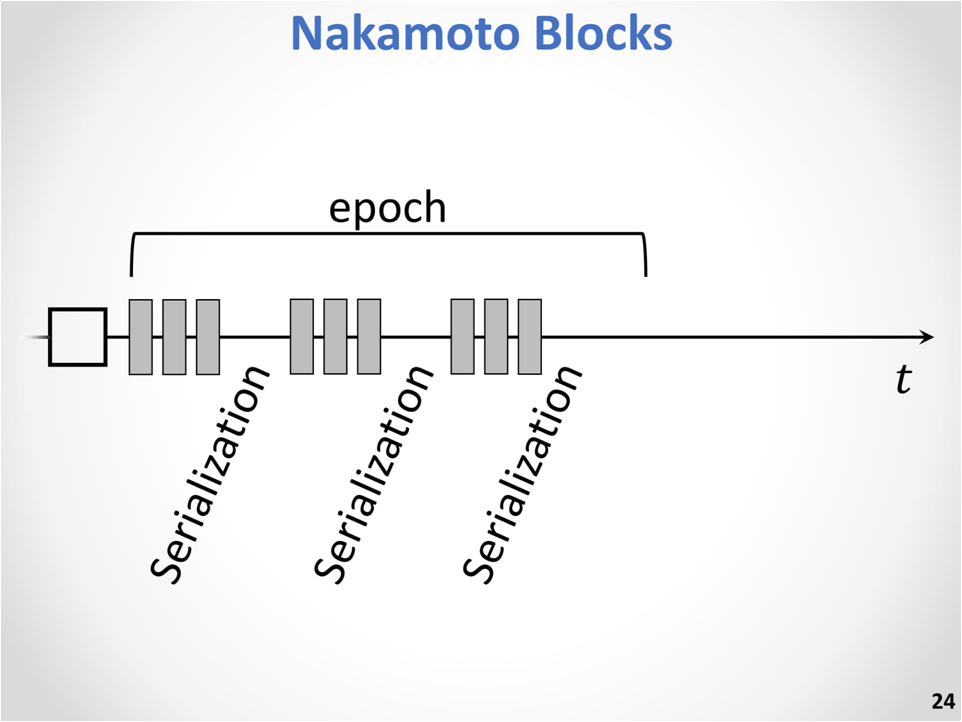 Nakamoto Blocks
epoch
t
Serialization
Serialization
Serialization
24